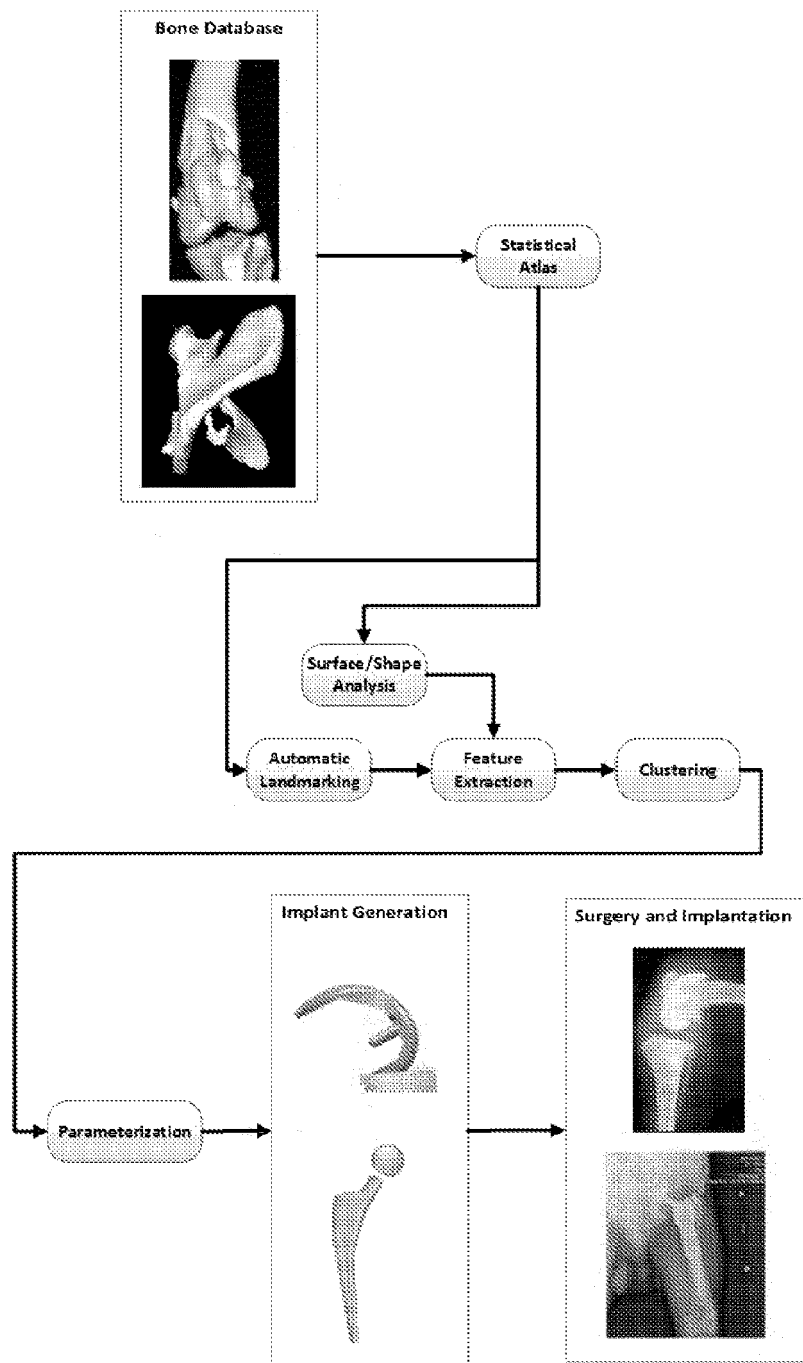 Bone Database
Statistical
Atlas
Surface/Shape
Analysis
Automatic
Landmarking
Feature
Extraction
Clustering
Implant Generation
Surgery and Implantation
Parameterization